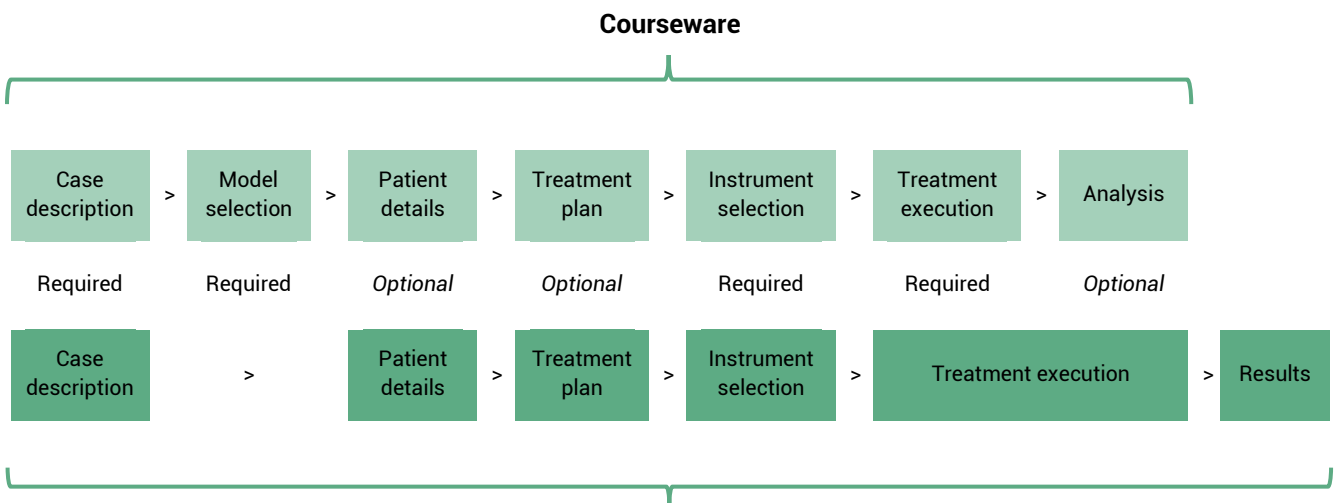 Courseware
Case
description
>
Model
selection
>
Patient
details
>
Treatment
plan
>
Instrument
selection
>
Treatment
execution
>
Analysis
Required
Required
Optional
Optional
Required
Required
Optional
Case
description
>
Patient
details
>
Treatment
plan
>
Instrument
selection
>
Treatment execution
>
Results